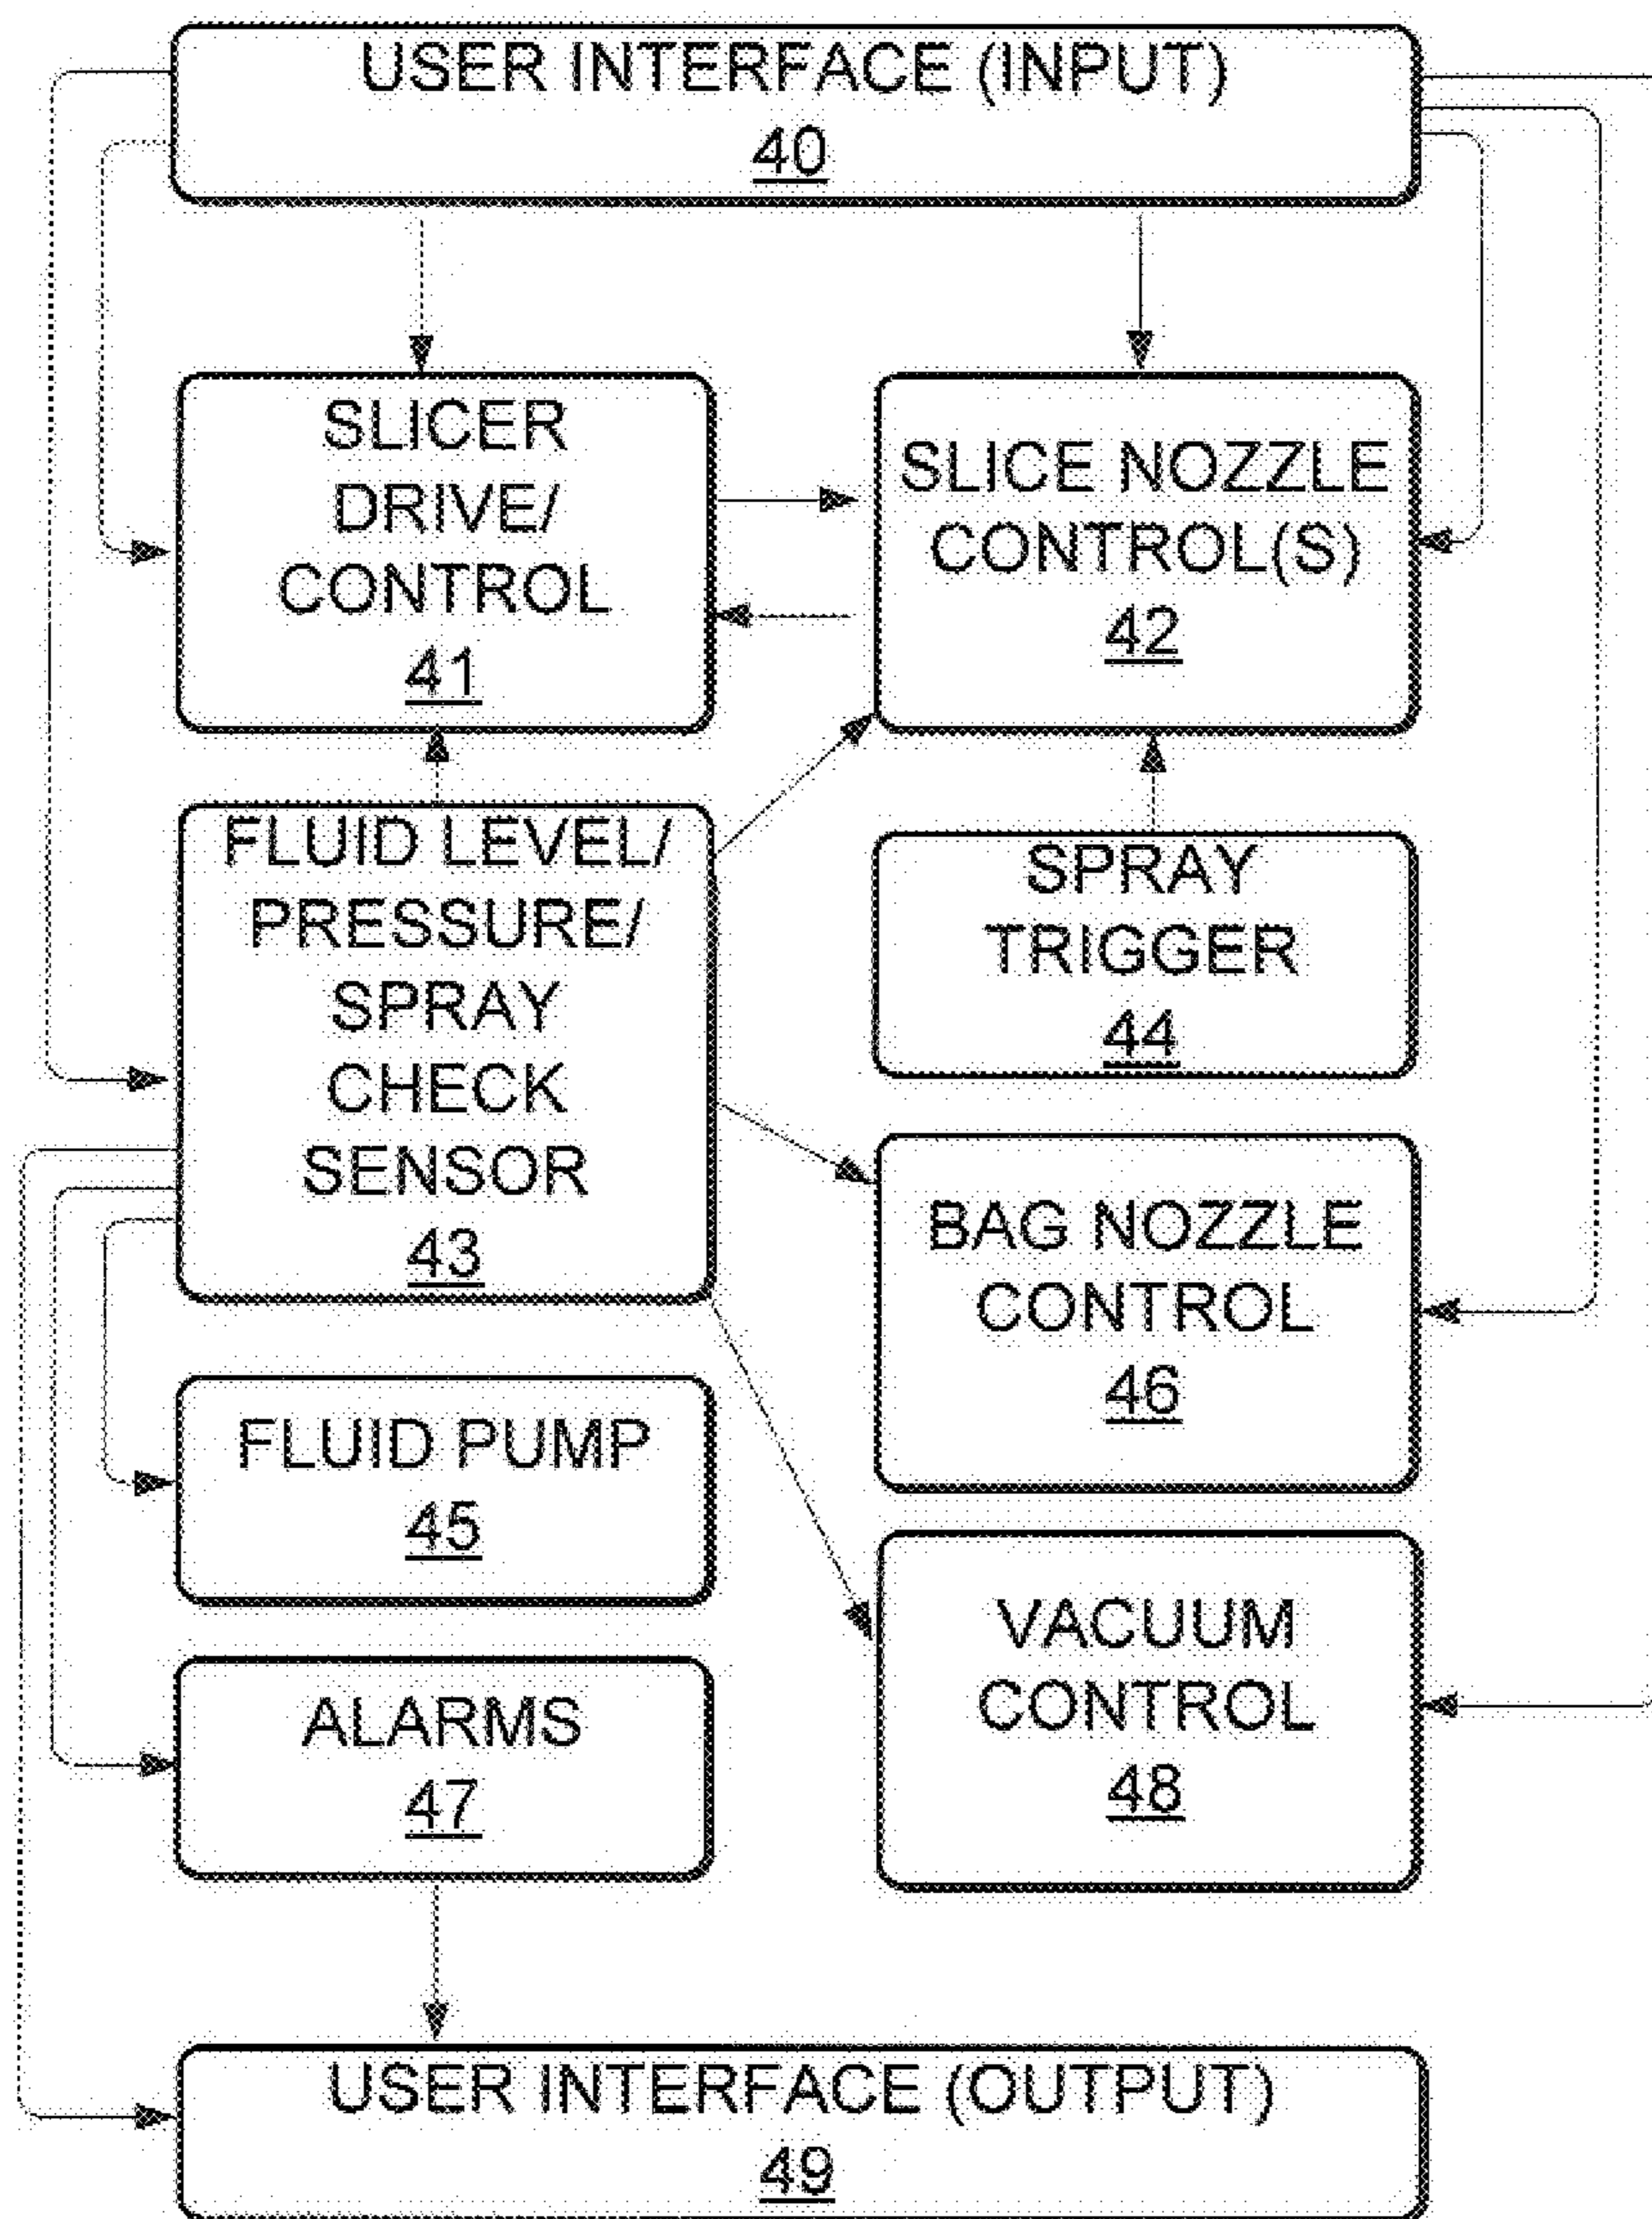 USER INTERFACE (INPUT)
40
SLICER
DRIVE/
CONTROL
41
SLICE NOZZLE
CONTROL(S)
42
FLUID LEVEL/
PRESSURE/
SPRAY
CHECK
SENSOR
43
SPRAY
TRIGGER
44
FLUID PUMP
45
BAG NOZZLE
CONTROL
46
ALARMS
47
VACUUM
CONTROL
48
USER INTERFACE (OUTPUT)
49